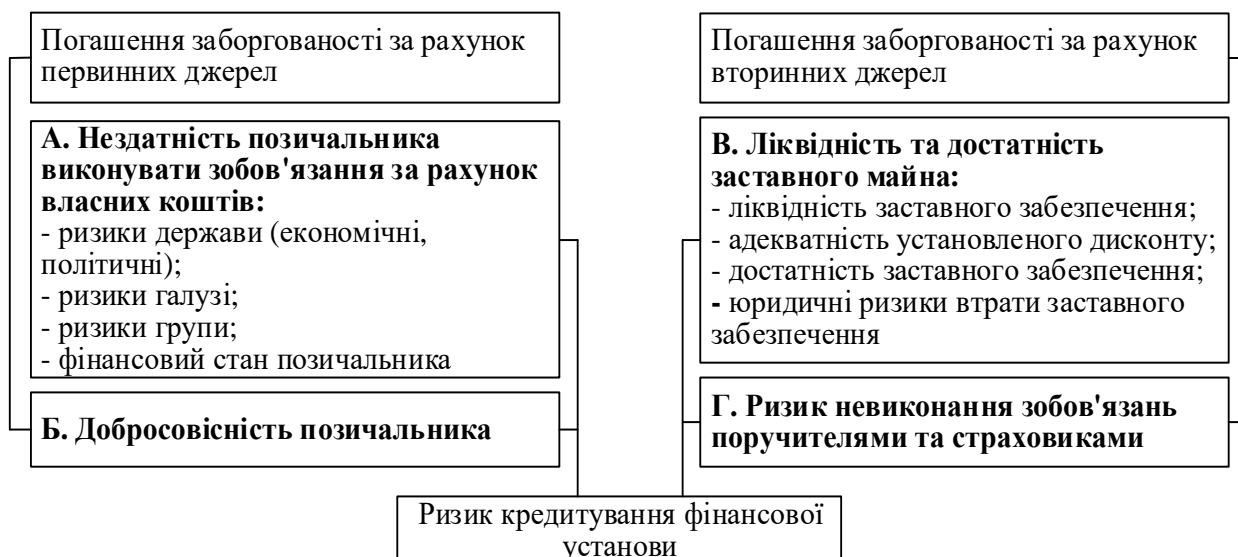 Погашення заборгованості за рахунок
первинних джерел
А. Нездатність позичальника
виконувати зобов'язання за рахунок
власних коштів:
- ризики держави (економічні,
політичні);
- ризики галузі;
- ризики групи;
- фінансовий стан позичальника
Б. Добросовісність позичальника
Погашення заборгованості за рахунок
вторинних джерел
В. Ліквідність та достатність
заставного майна:
- ліквідність заставного забезпечення;
- адекватність установленого дисконту;
- достатність заставного забезпечення;
- юридичні ризики втрати заставного
забезпечення
Г. Ризик невиконання зобов'язань
поручителями та страховиками
Ризик кредитування фінансової
установи